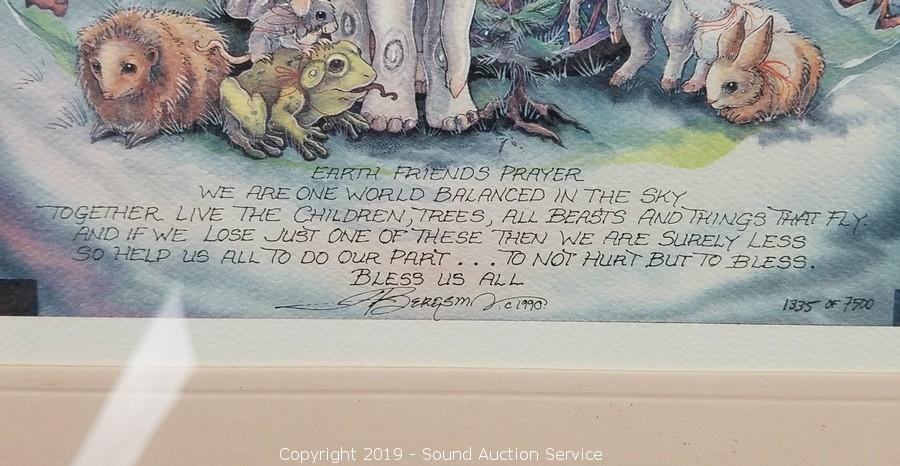 EARTH FRIENDS PRAYER
WE ARE ONE WORLD BALANCED IN THE SKY
TOGETHER LIVE THE CHILDREN, TREES, ALL BEASTS AND THINGS THAT FLY.
AND IF WE LOSE JUST ONE OF THESE THEN WE ARE SURELY LESS
SO HELP US ALL TO DO OUR PART . . . TO NOT HURT BUT TO BLESS.
BLESS US ALL
Bergsma c 1990
1335 OF 7500
Copyright 2019 - Sound Auction Service